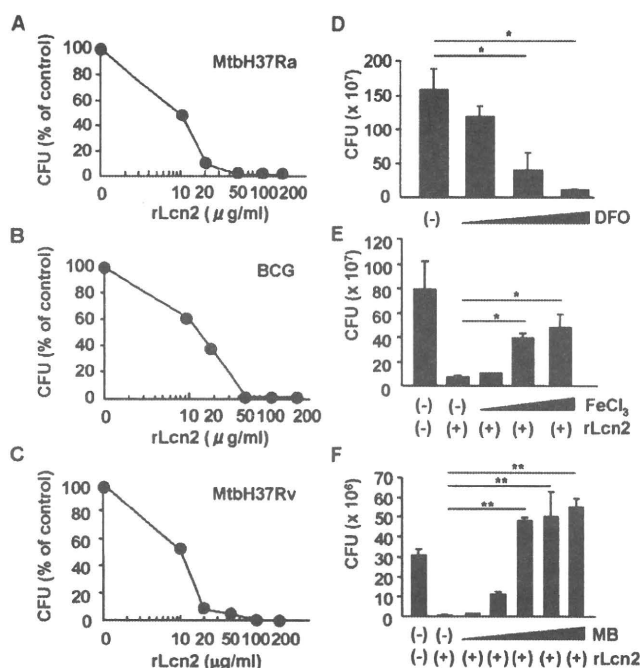 A
MtbH37Ra
CFU (% of control)
100
80
60
40
20
0
0 10 20 50 100 200
rLcn2 ( μ g/ml)
B
BCG
CFU (% of control)
100
80
60
40
20
0
0 10 20 50 100 200
rLcn2 ( μ g/ml)
C
MtbH37Rv
CFU (% of control)
100
80
60
40
20
0
0 10 20 50 100 200
rLcn2 (μg/ml)
D
*
*
CFU (x 10⁷)
200
150
100
50
0
(-) DFO
E
*
*
CFU (x 10⁷)
100
80
60
40
20
0
(-) (-) FeCl₃
(-) (+) (+) (+) (+) rLcn2
F
**
**
**
CFU (x 10⁶)
70
60
50
40
30
20
10
0
(-) (-) MB
(-) (+) (+) (+) (+) (+) (+) rLcn2